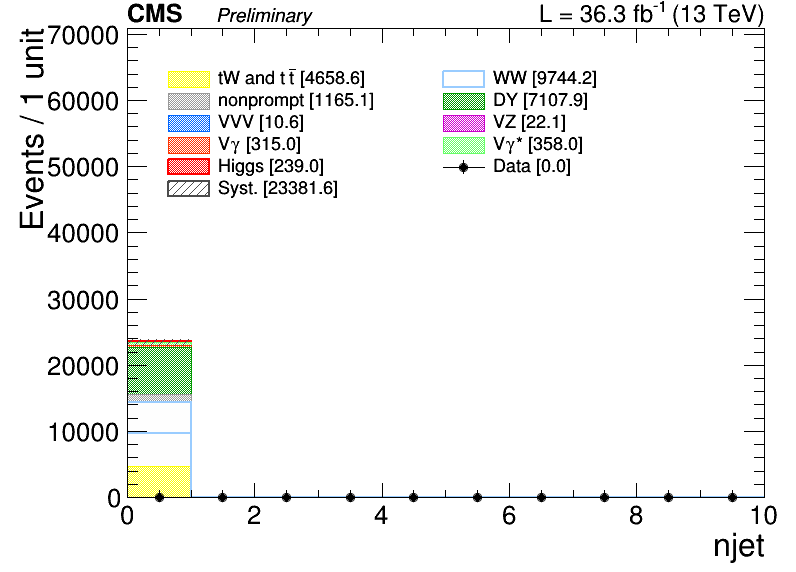 CMS Preliminary L = 36.3 fb⁻¹ (13 TeV)
Events / 1 unit
70000
60000
50000
40000
30000
20000
10000
0
tW and tt̄ [4658.6] WW [9744.2]
nonprompt [1165.1] DY [7107.9]
VVV [10.6] VZ [22.1]
Vγ [315.0] Vγ* [358.0]
Higgs [239.0] Data [0.0]
Syst. [23381.6]
0 2 4 6 8 10
njet